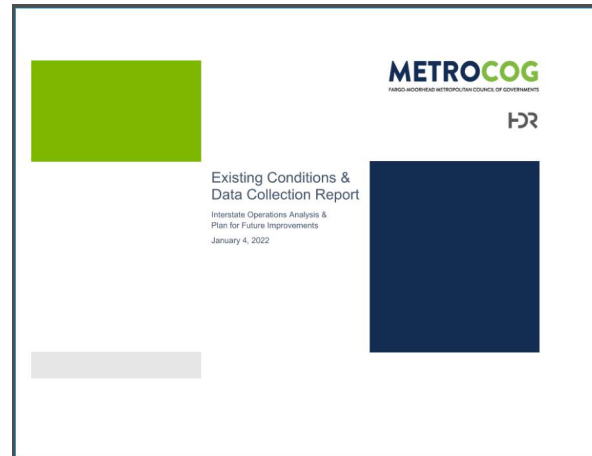 METROCOG
FARGO-MOORHEAD METROPOLITAN COUNCIL OF GOVERNMENTS
HDR
Existing Conditions &
Data Collection Report
Interstate Operations Analysis &
Plan for Future Improvements
January 4, 2022